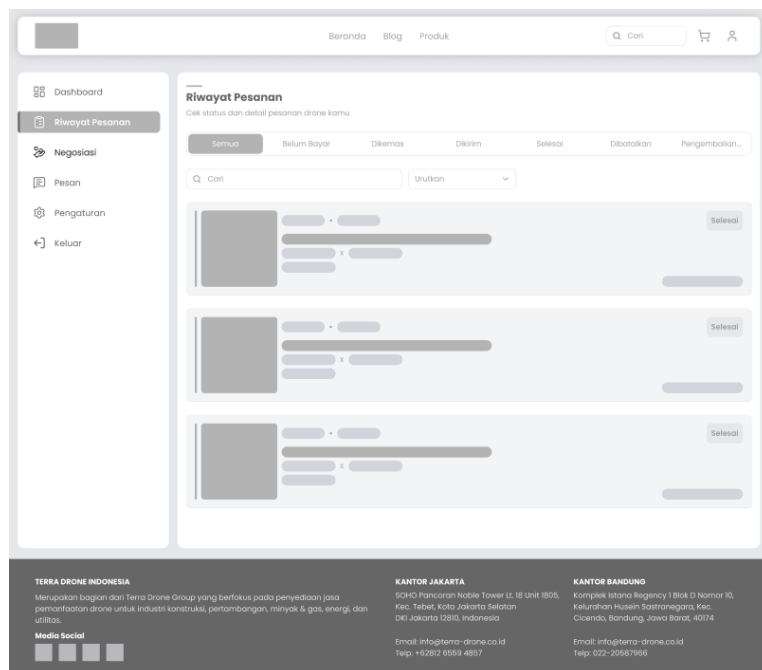 Beranda Blog Produk Cari
Dashboard
Riwayat Pesanan
Negosiasi
Pesan
Pengaturan
Keluar
Riwayat Pesanan
Cek status dan detail pesanan drone kamu
Semua Belum Bayar Dikemas Dikirim Selesai Dibatalkan Pengembalian...
Cari Urutkan
Selesai
x
Selesai
x
Selesai
x
TERRA DRONE INDONESIA
Merupakan bagian dari Terra Drone Group yang berfokus pada penyediaan jasa
pemanfaatan drone untuk industri konstruksi, pertambangan, minyak & gas, energi, dan
utilitas.
Media Social
KANTOR JAKARTA
SOHO Pancoran Noble Tower Lt. 18 Unit 1805,
Kec. Tebet, Kota Jakarta Selatan
DKI Jakarta 12810, Indonesia
Email: info@terra-drone.co.id
Telp: +62812 6559 4857
KANTOR BANDUNG
Komplek Istana Regency 1 Blok D Nomor 10,
Kelurahan Husein Sastranegara, Kec.
Cicendo, Bandung, Jawa Barat, 40174
Email: info@terra-drone.co.id
Telp: 022-20587966